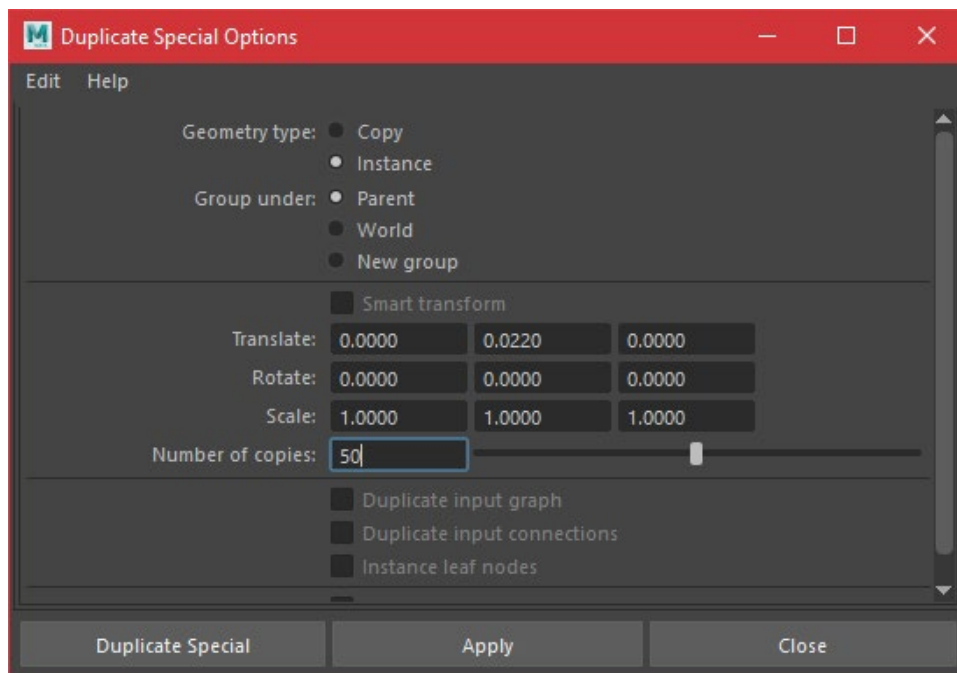 Duplicate Special Options
Edit Help
Geometry type: Copy
Instance
Group under: Parent
World
New group
Smart transform
Translate: 0.0000 0.0220 0.0000
Rotate: 0.0000 0.0000 0.0000
Scale: 1.0000 1.0000 1.0000
Number of copies: 50
Duplicate input graph
Duplicate input connections
Instance leaf nodes
Duplicate Special Apply Close